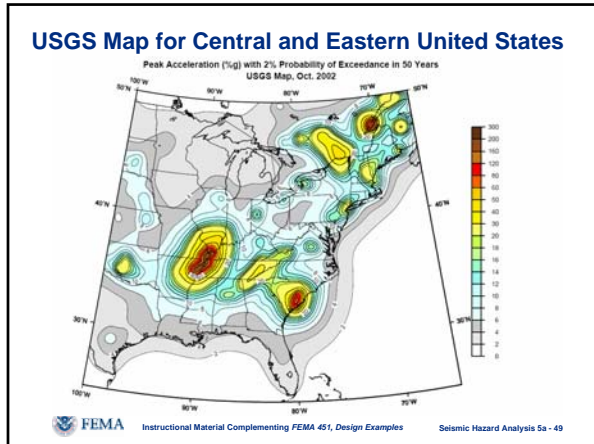 USGS Map for Central and Eastern United States
Peak Acceleration (%g) with 2% Probability of Exceedance in 50 Years
USGS Map, Oct. 2002
100°W
90°W
80°W
70°W
50°N
50°N
40°N
40°N
30°N
30°N
100°W
90°W
80°W
70°W
300
200
160
120
80
60
50
40
30
20
18
16
14
12
10
8
6
4
2
0
FEMA
Instructional Material Complementing FEMA 451, Design Examples
Seismic Hazard Analysis 5a - 49